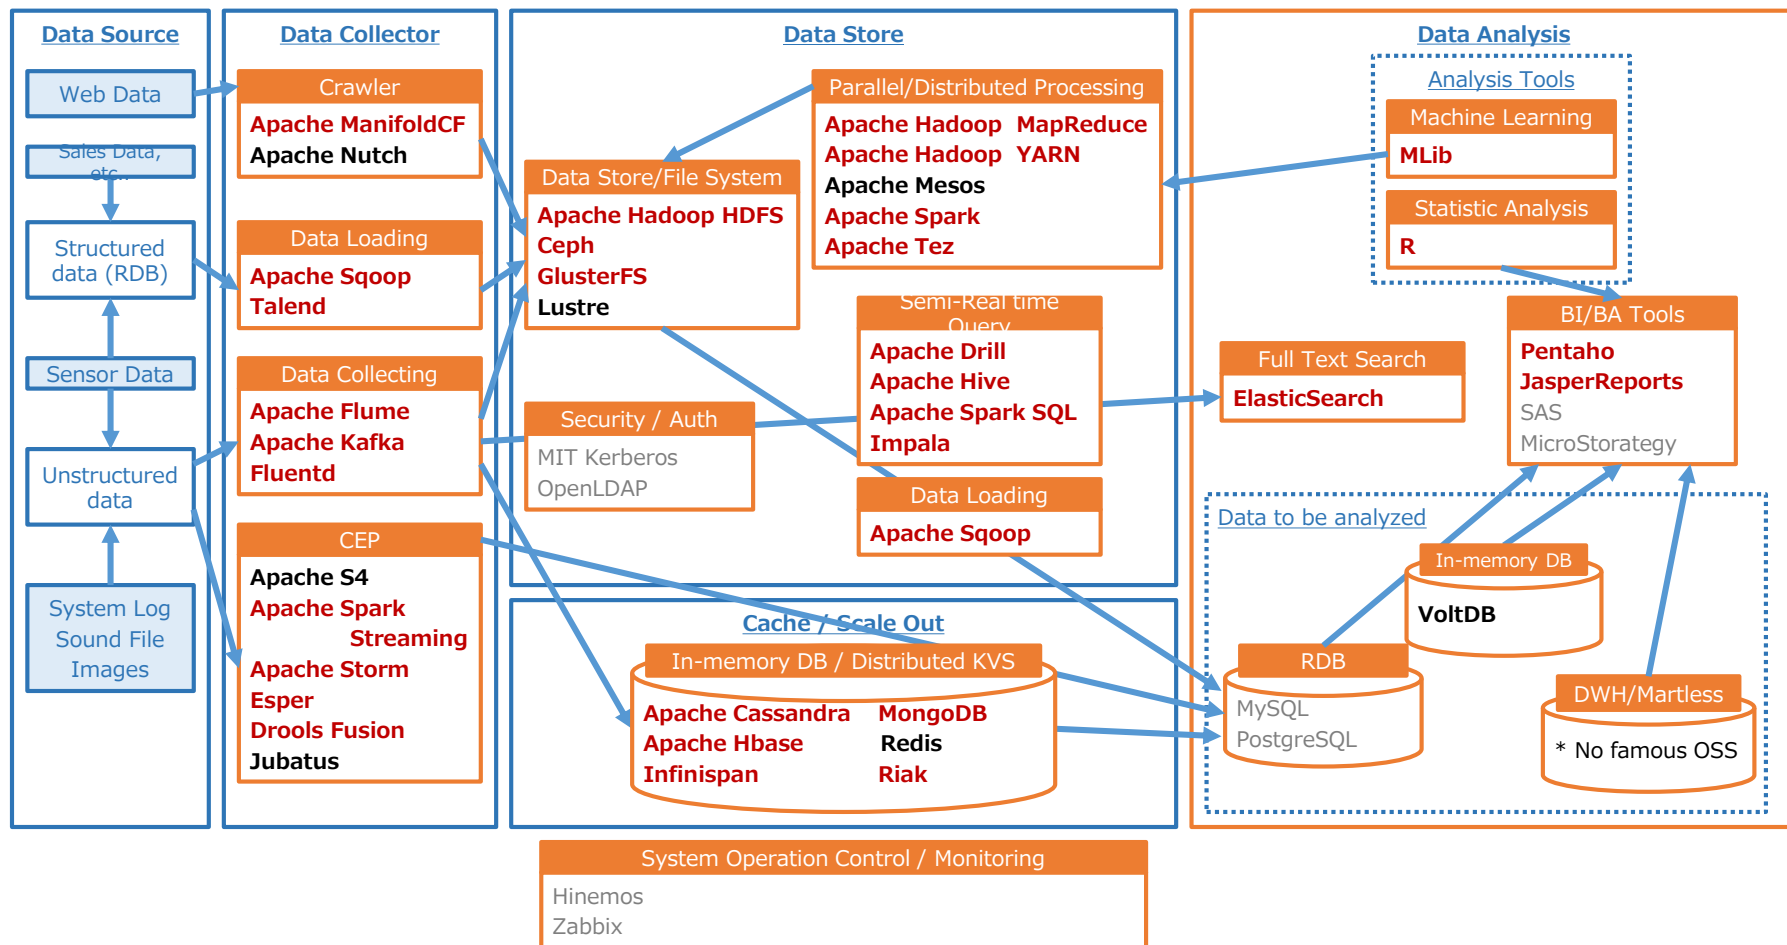 Data Source
Web Data
Sales Data,
etc..
Structured
data (RDB)
Sensor Data
Unstructured
data
System Log
Sound File
Images
Data Collector
Crawler
Apache ManifoldCF
Apache Nutch
Data Loading
Apache Sqoop
Talend
Data Collecting
Apache Flume
Apache Kafka
Fluentd
CEP
Apache S4
Apache Spark
Streaming
Apache Storm
Esper
Drools Fusion
Jubatus
Data Store
Data Store/File System
Apache Hadoop HDFS
Ceph
GlusterFS
Lustre
Parallel/Distributed Processing
Apache Hadoop MapReduce
Apache Hadoop YARN
Apache Mesos
Apache Spark
Apache Tez
Semi-Real time
Query
Apache Drill
Apache Hive
Apache Spark SQL
Impala
Security / Auth
MIT Kerberos
OpenLDAP
Data Loading
Apache Sqoop
Cache / Scale Out
In-memory DB / Distributed KVS
Apache Cassandra MongoDB
Apache Hbase Redis
Infinispan Riak
Data Analysis
Analysis Tools
Machine Learning
MLib
Statistic Analysis
R
BI/BA Tools
Pentaho
JasperReports
SAS
MicroStorategy
Full Text Search
ElasticSearch
Data to be analyzed
In-memory DB
VoltDB
RDB
MySQL
PostgreSQL
DWH/Martless
* No famous OSS
System Operation Control / Monitoring
Hinemos
Zabbix